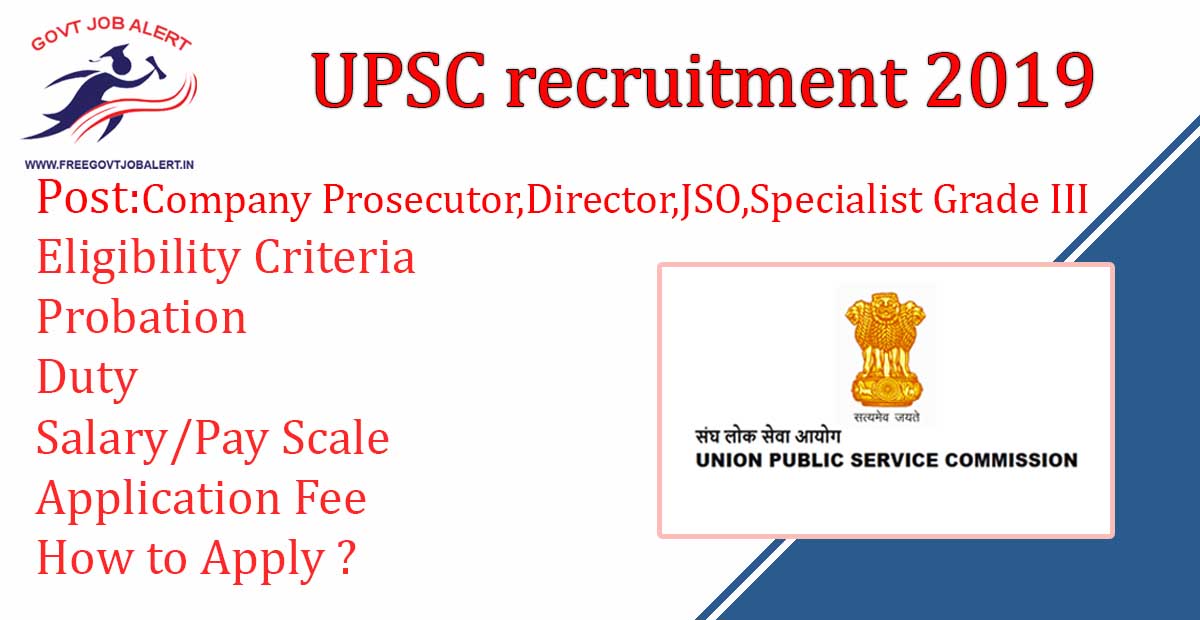 GOVT JOB ALERT
WWW.FREEGOVTJOBALERT.IN
UPSC recruitment 2019
Post:Company Prosecutor,Director,JSO,Specialist Grade III
Eligibility Criteria
Probation
Duty
Salary/Pay Scale
Application Fee
How to Apply ?
सत्यमेव जयते
संघ लोक सेवा आयोग
UNION PUBLIC SERVICE COMMISSION